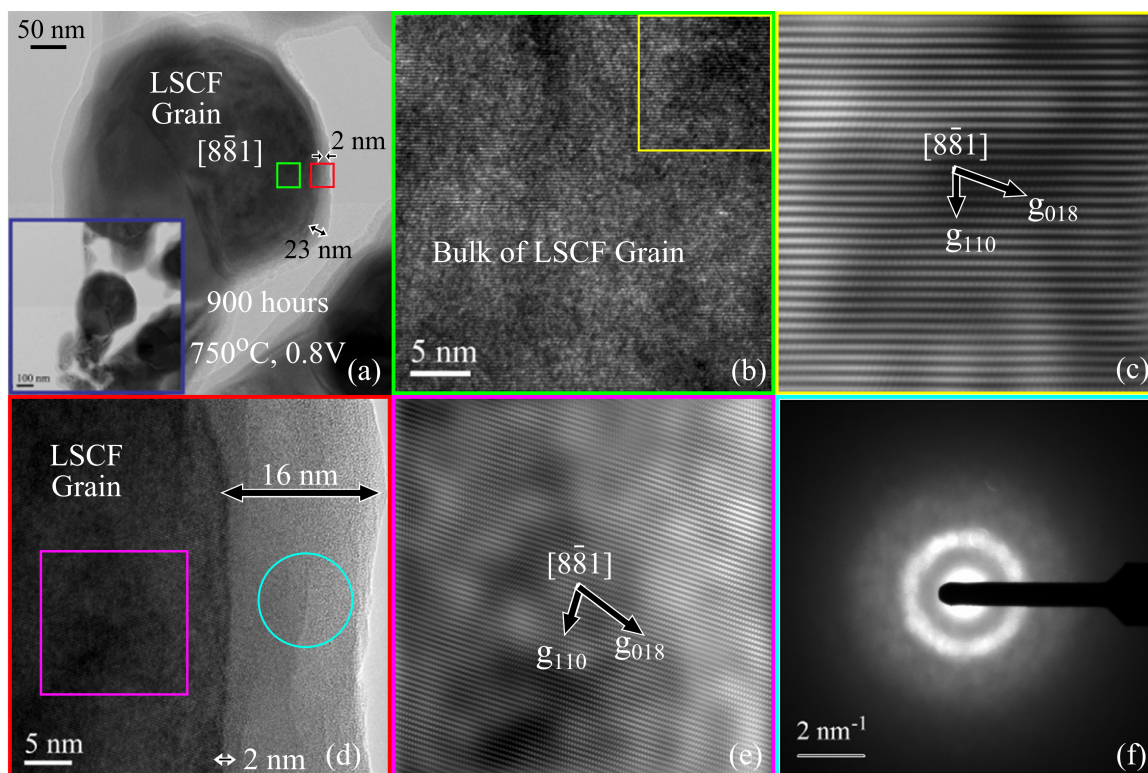 50 nm
LSCF
Grain
[88̄1]
2 nm
23 nm
900 hours
750°C, 0.8V
100 nm
(a)
Bulk of LSCF Grain
5 nm
(b)
[88̄1]
g₀₁₈
g₁₁₀
(c)
LSCF
Grain
16 nm
5 nm
2 nm
(d)
[88̄1]
g₁₁₀
g₀₁₈
(e)
2 nm⁻¹
(f)